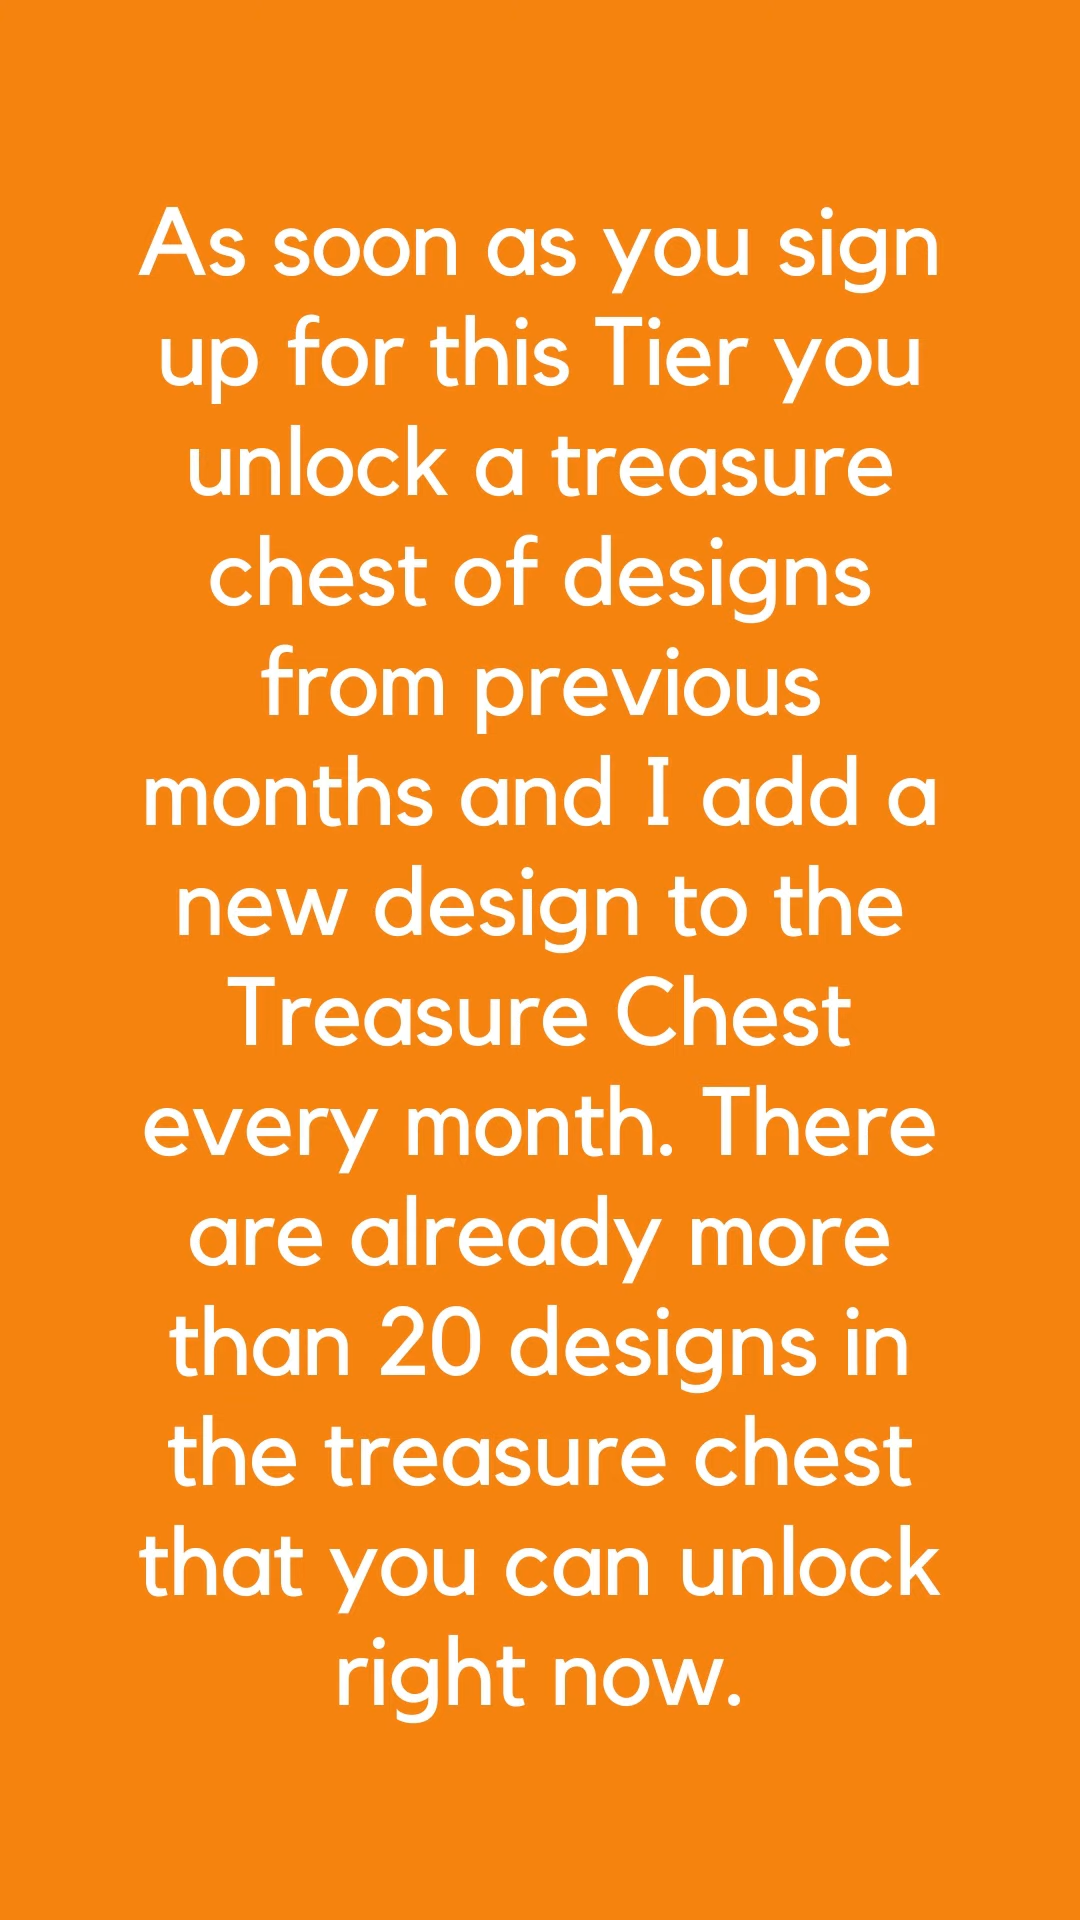 As soon as you sign
up for this Tier you
unlock a treasure
chest of designs
from previous
months and I add a
new design to the
Treasure Chest
every month. There
are already more
than 20 designs in
the treasure chest
that you can unlock
right now.